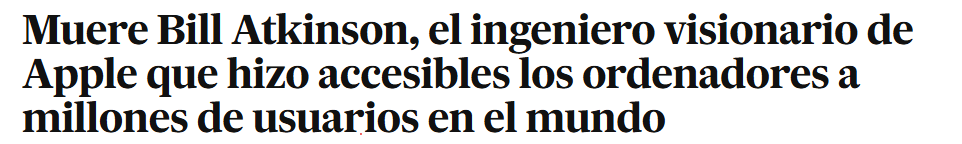 Muere Bill Atkinson, el ingeniero visionario de
Apple que hizo accesibles los ordenadores a
millones de usuarios en el mundo